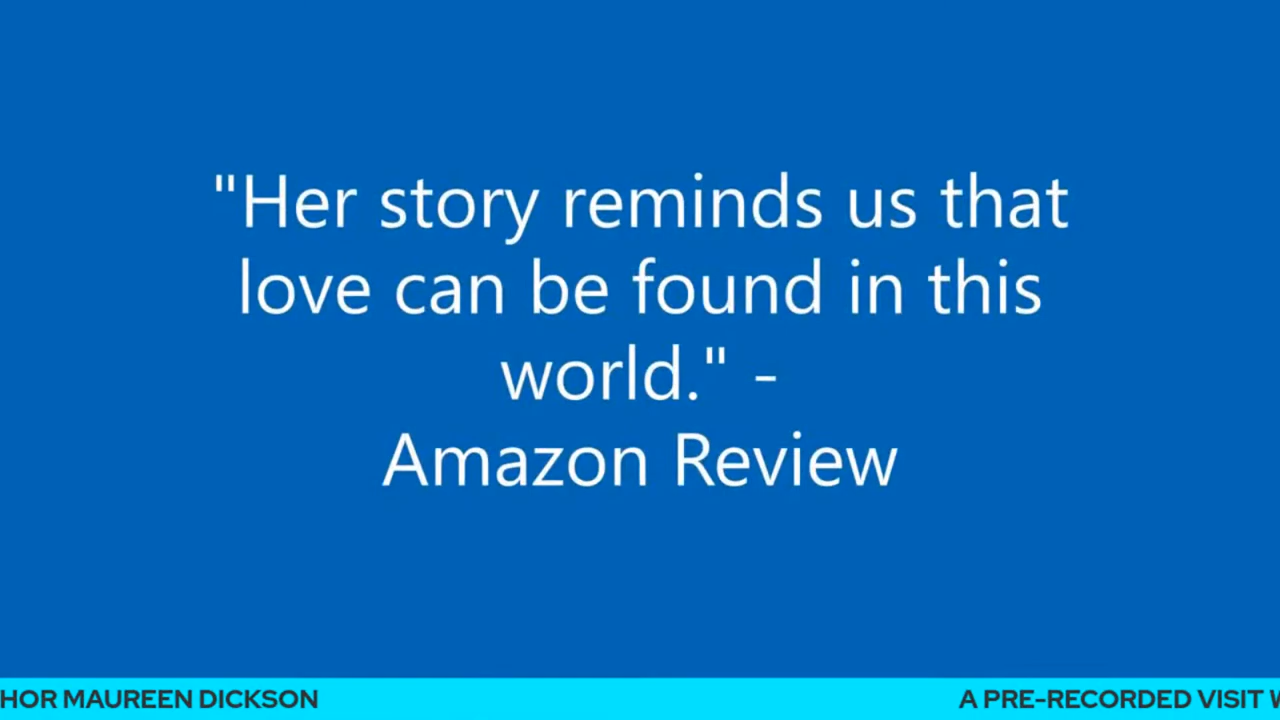 "Her story reminds us that
love can be found in this
world." -
Amazon Review
HOR MAUREEN DICKSON
A PRE-RECORDED VISIT